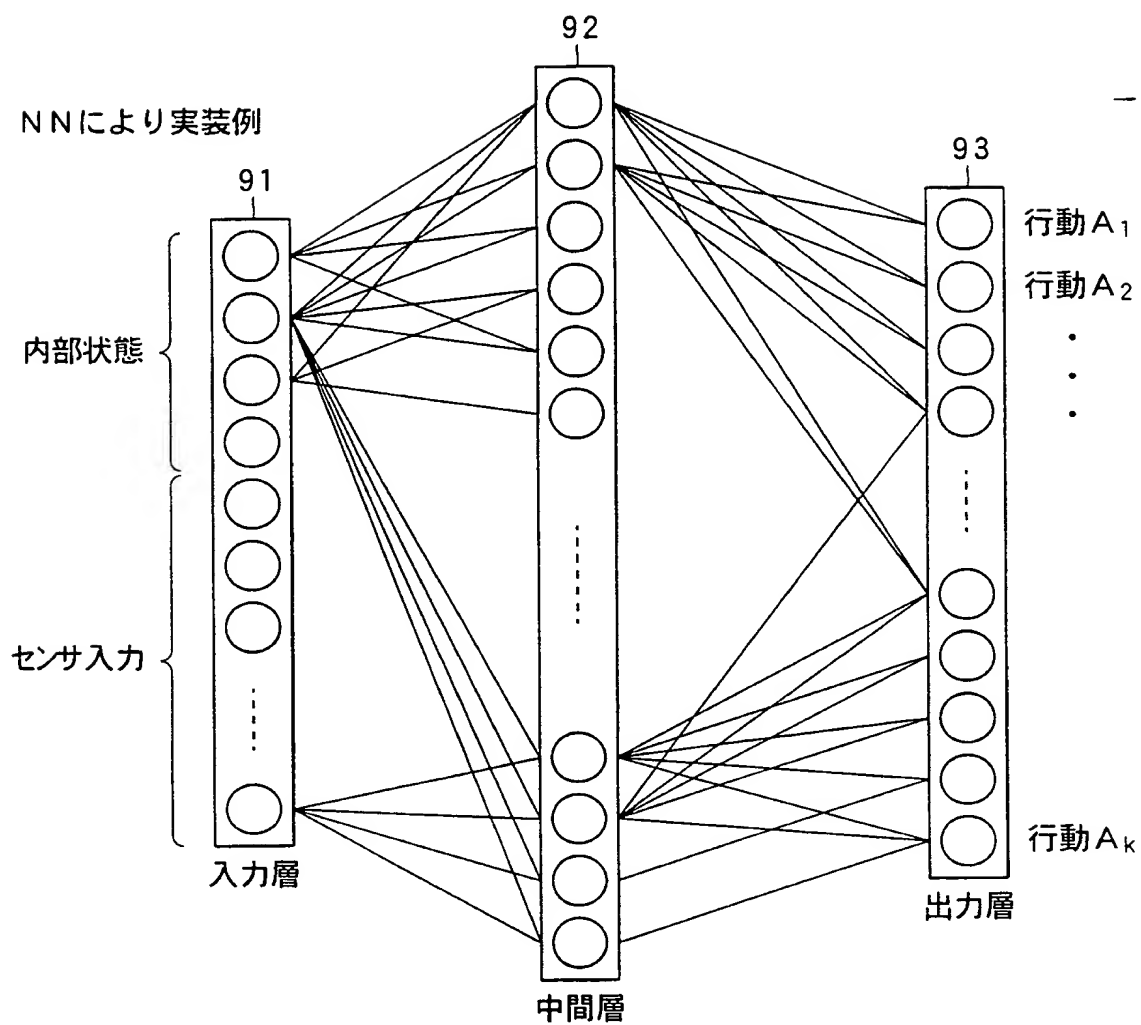 92
NNにより実装例
93
91
行動A1
行動A2
内部状態
センサ入力
行動Ak
入力層
出力層
中間層